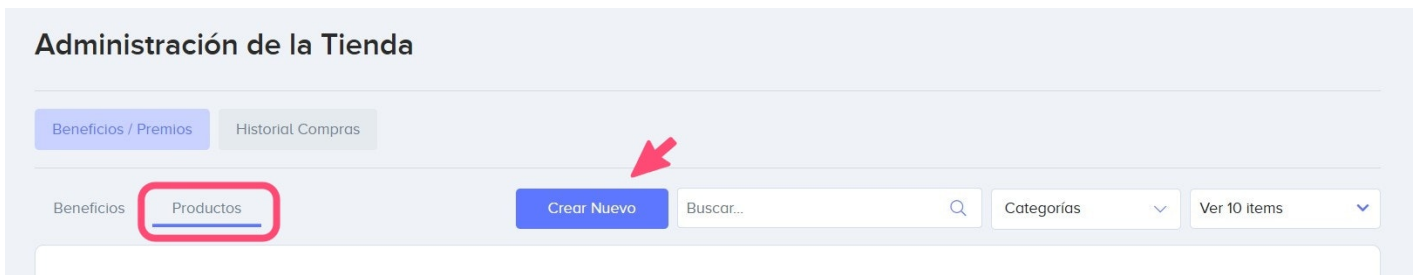 Administración de la Tienda
Beneficios / Premios Historial Compras
Beneficios Productos Crear Nuevo Buscar... Categorías Ver 10 items